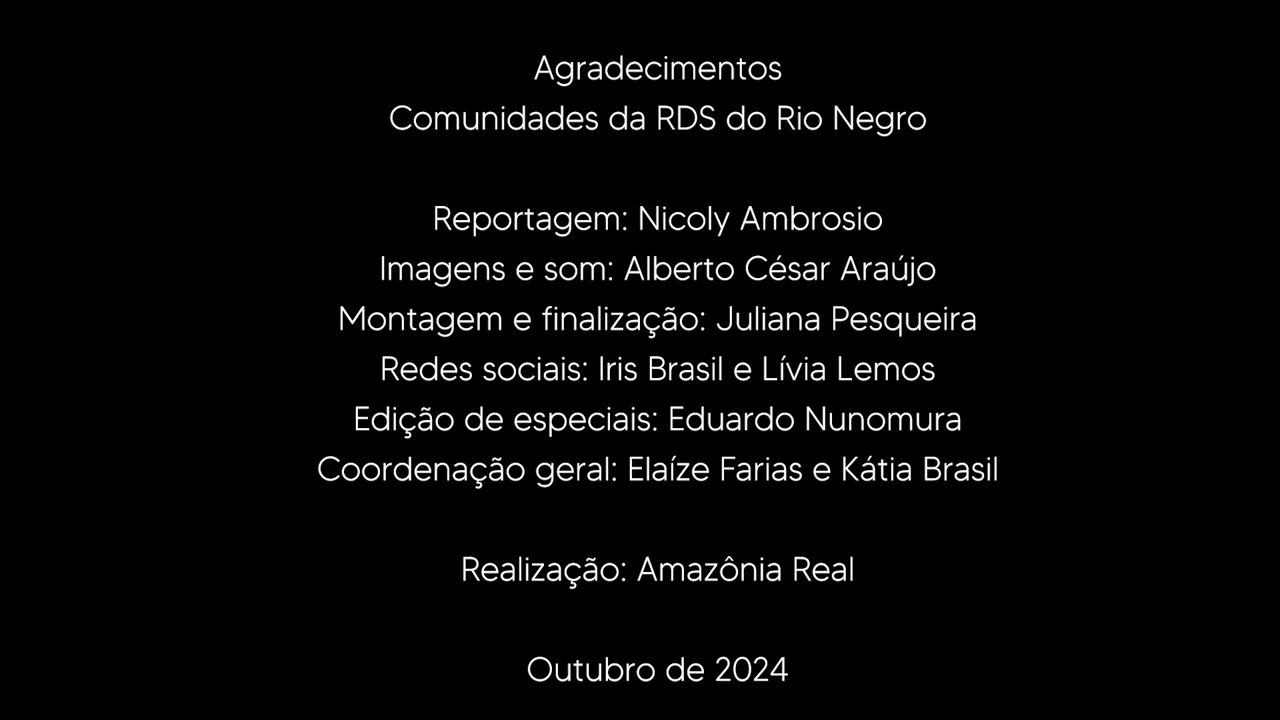 Agradecimentos
Comunidades da RDS do Rio Negro
Reportagem: Nicoly Ambrosio
Imagens e som: Alberto César Araújo
Montagem e finalização: Juliana Pesqueira
Redes sociais: Iris Brasil e Lívia Lemos
Edição de especiais: Eduardo Nunomura
Coordenação geral: Elaíze Farias e Kátia Brasil
Realização: Amazônia Real
Outubro de 2024